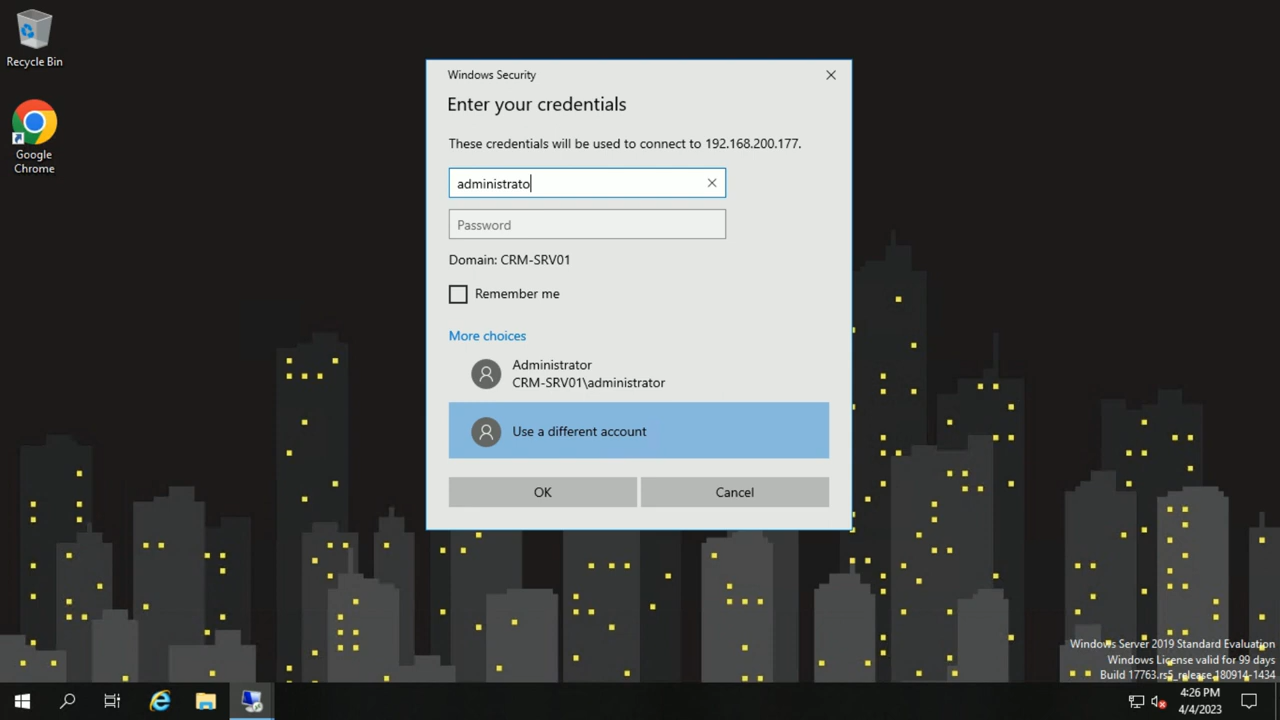 Recycle Bin
Google
Chrome
Windows Security
Enter your credentials
These credentials will be used to connect to 192.168.200.177.
administrato
Password
Domain: CRM-SRV01
Remember me
More choices
Administrator
CRM-SRV01\administrator
Use a different account
OK
Cancel
Windows Server 2019 Standard Evaluation
Windows License valid for 99 days
Build 17763.rs5_release.180914-1434
4:26 PM
4/4/2023